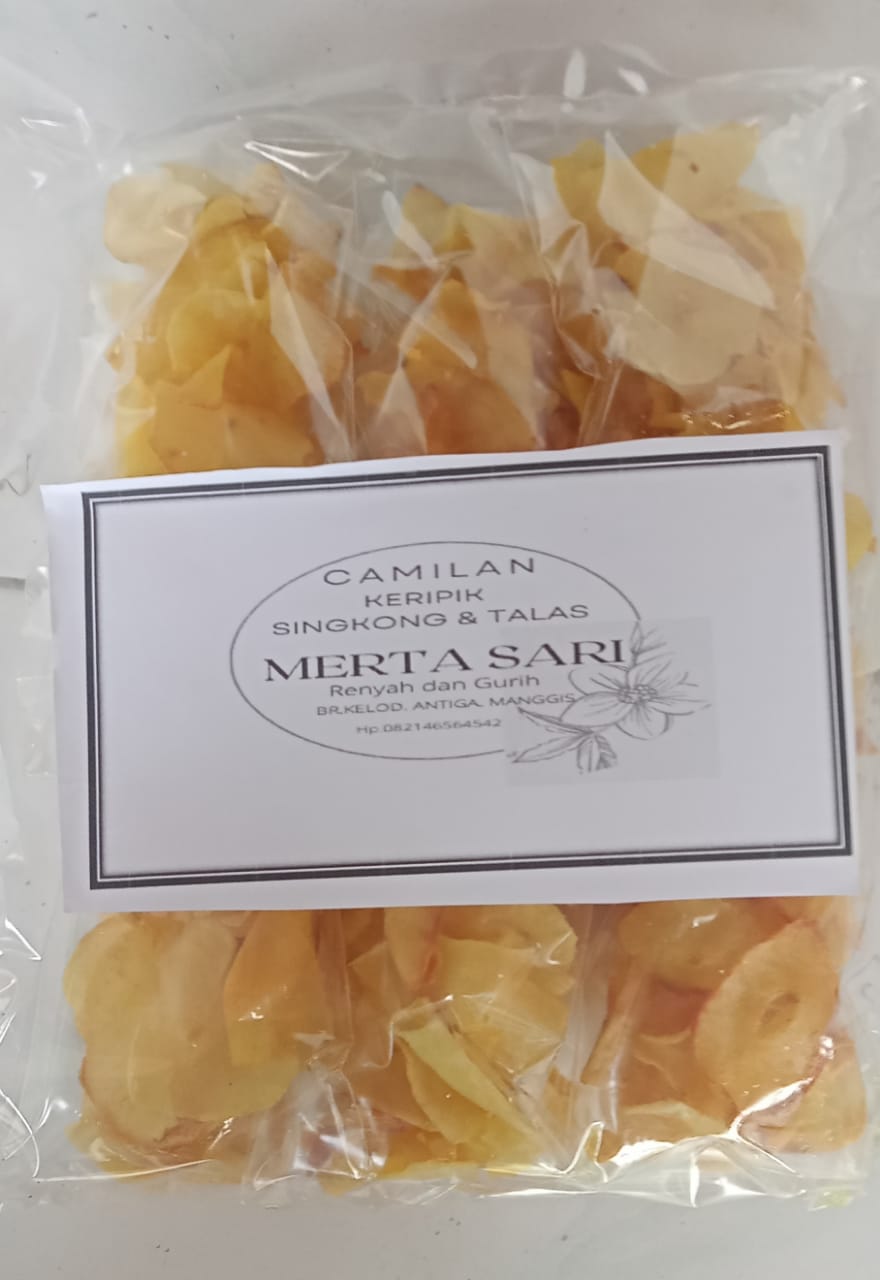 CAMILAN
KERIPIK
SINGKONG & TALAS
MERTA SARI
Renyah dan Gurih
BR.KELOD. ANTIGA. MANGGIS
Hp.082146564542